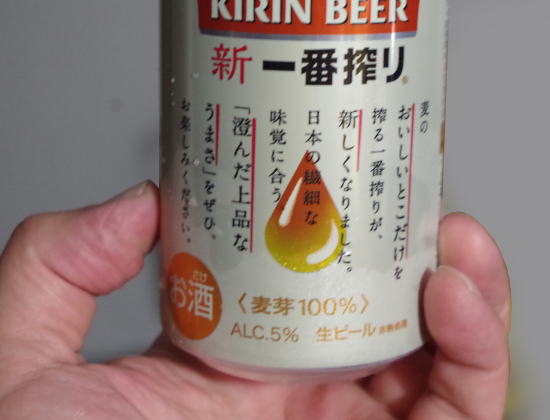 KIRIN BEER
新 一番搾り
麦の
おいしいとこだけを
搾る一番搾りが、
新しくなりました。
日本の繊細な
味覚に合う、
「澄んだ上品な
うまさ」をぜひ、
お楽しみください。
さけ
お酒
〈麦芽100%〉
ALC.5% 生ビール